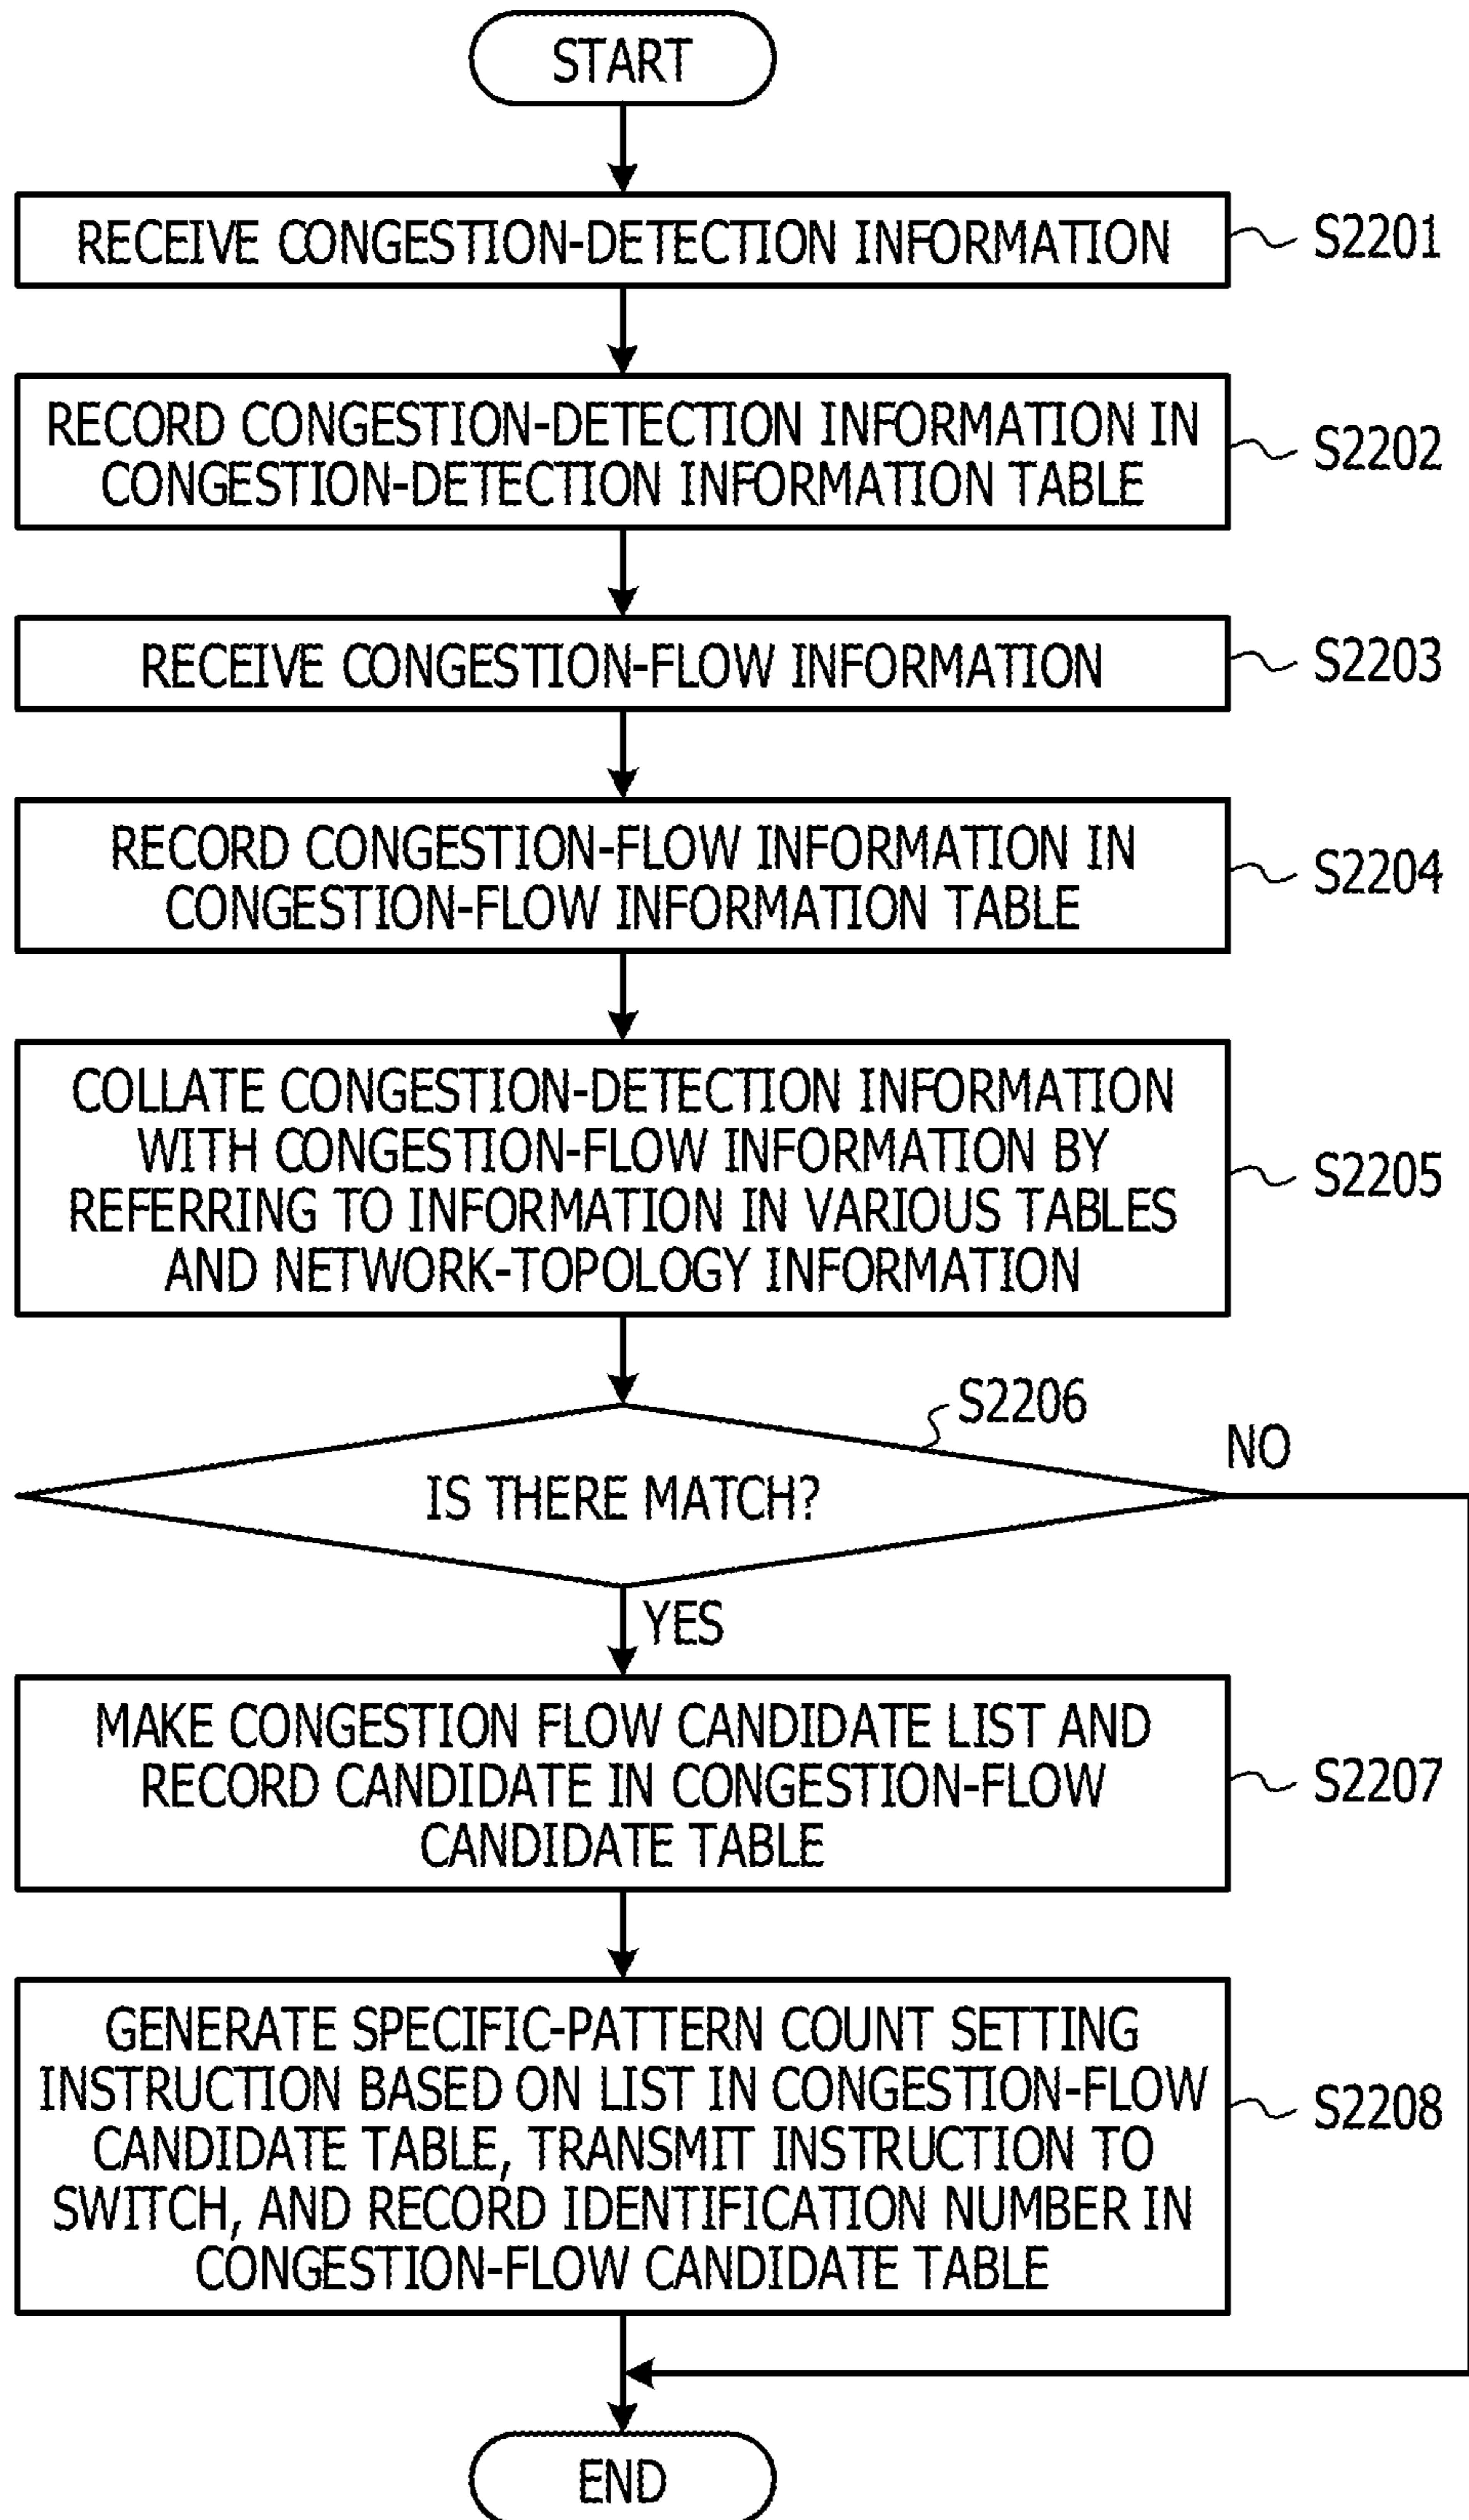 START
RECEIVE CONGESTION-DETECTION INFORMATION
S2201
RECORD CONGESTION-DETECTION INFORMATION IN
CONGESTION-DETECTION INFORMATION TABLE
S2202
RECEIVE CONGESTION-FLOW INFORMATION
S2203
RECORD CONGESTION-FLOW INFORMATION IN
CONGESTION-FLOW INFORMATION TABLE
S2204
COLLATE CONGESTION-DETECTION INFORMATION
WITH CONGESTION-FLOW INFORMATION BY
REFERRING TO INFORMATION IN VARIOUS TABLES
AND NETWORK-TOPOLOGY INFORMATION
S2205
S2206
NO
IS THERE MATCH?
YES
MAKE CONGESTION FLOW CANDIDATE LIST AND
RECORD CANDIDATE IN CONGESTION-FLOW
CANDIDATE TABLE
S2207
GENERATE SPECIFIC-PATTERN COUNT SETTING
INSTRUCTION BASED ON LIST IN CONGESTION-FLOW
CANDIDATE TABLE, TRANSMIT INSTRUCTION TO
SWITCH, AND RECORD IDENTIFICATION NUMBER IN
CONGESTION-FLOW CANDIDATE TABLE
S2208
END